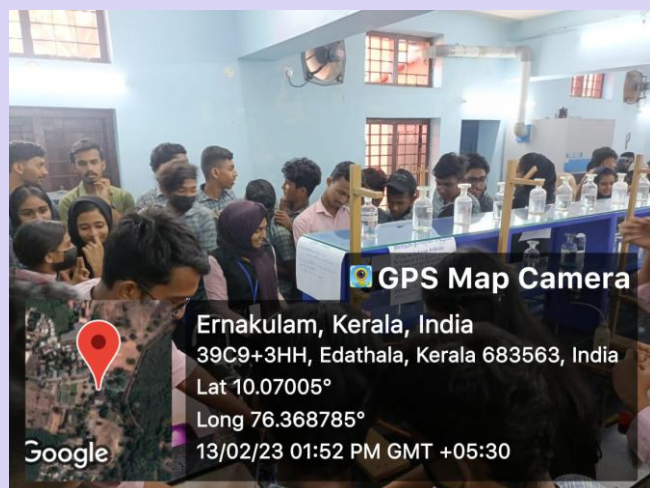 GPS Map Camera
Ernakulam, Kerala, India
39C9+3HH, Edathala, Kerala 683563, India
Lat 10.07005°
Long 76.368785°
13/02/23 01:52 PM GMT +05:30
Google